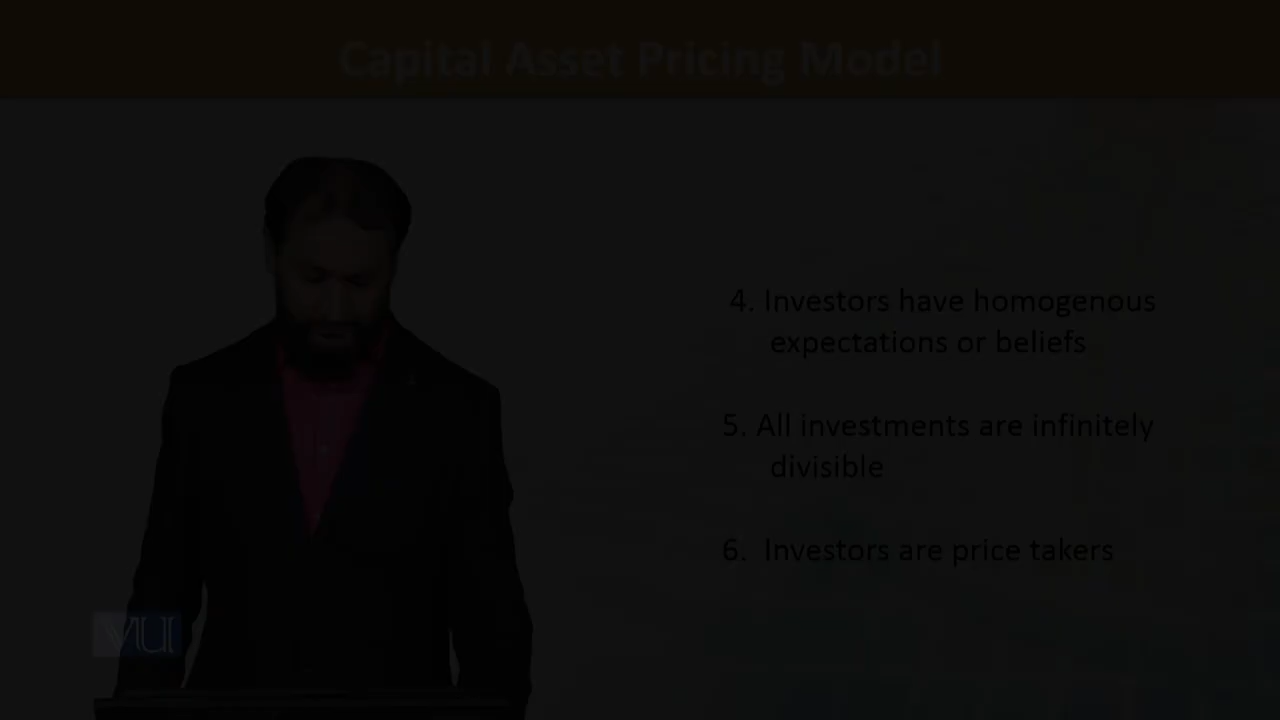 Capital Asset Pricing Model
4. Investors have homogenous
expectations or beliefs
5. All investments are infinitely
divisible
6. Investors are price takers
VU